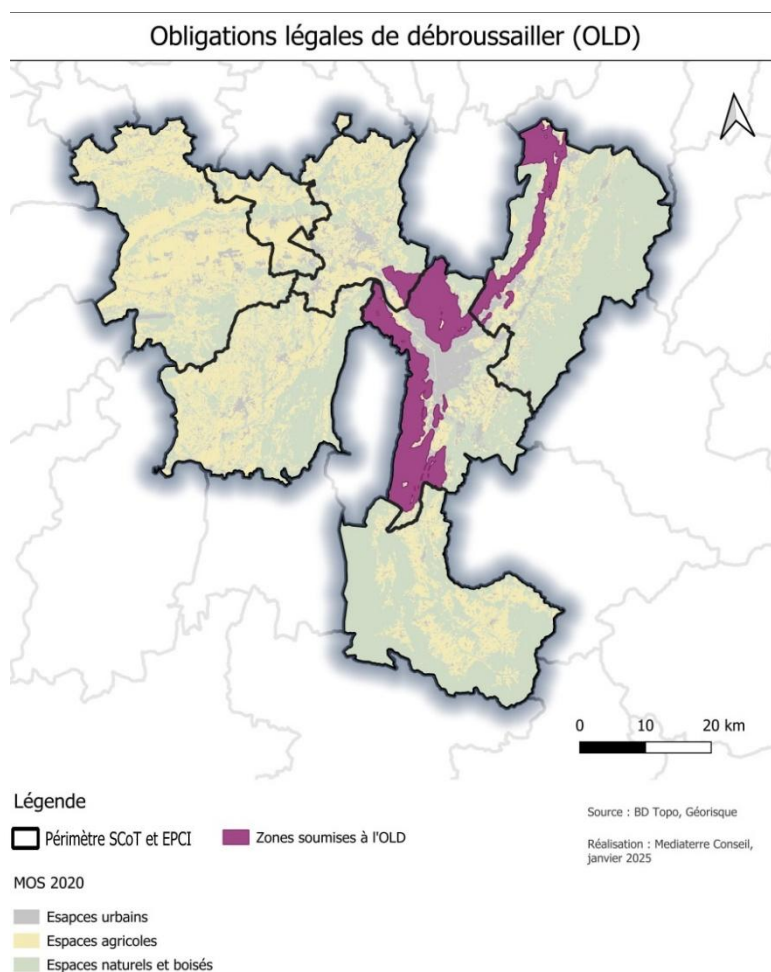 Obligations légales de débroussailler (OLD)
0 10 20 km
Légende
Périmètre SCoT et EPCI
Zones soumises à l'OLD
Source : BD Topo, Géorisque
Réalisation : Mediaterre Conseil,
janvier 2025
MOS 2020
Esapces urbains
Espaces agricoles
Espaces naturels et boisés